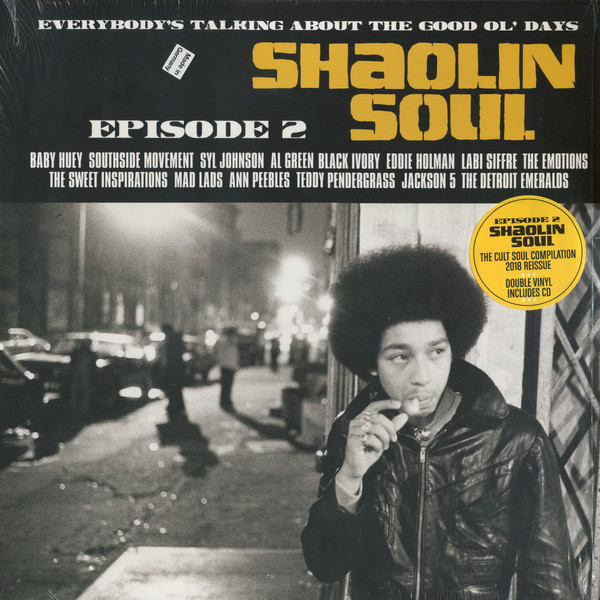 EVERYBODY'S TALKING ABOUT THE GOOD OL' DAYS
Made in
Germany
SHAOLIN
SOUL
EPISODE 2
BABY HUEY SOUTHSIDE MOVEMENT SYL JOHNSON AL GREEN BLACK IVORY EDDIE HOLMAN LABI SIFFRE THE EMOTIONS
THE SWEET INSPIRATIONS MAD LADS ANN PEEBLES TEDDY PENDERGRASS JACKSON 5 THE DETROIT EMERALDS
EPISODE 2
SHAOLIN
SOUL
THE CULT SOUL COMPILATION
2018 REISSUE
DOUBLE VINYL
INCLUDES CD